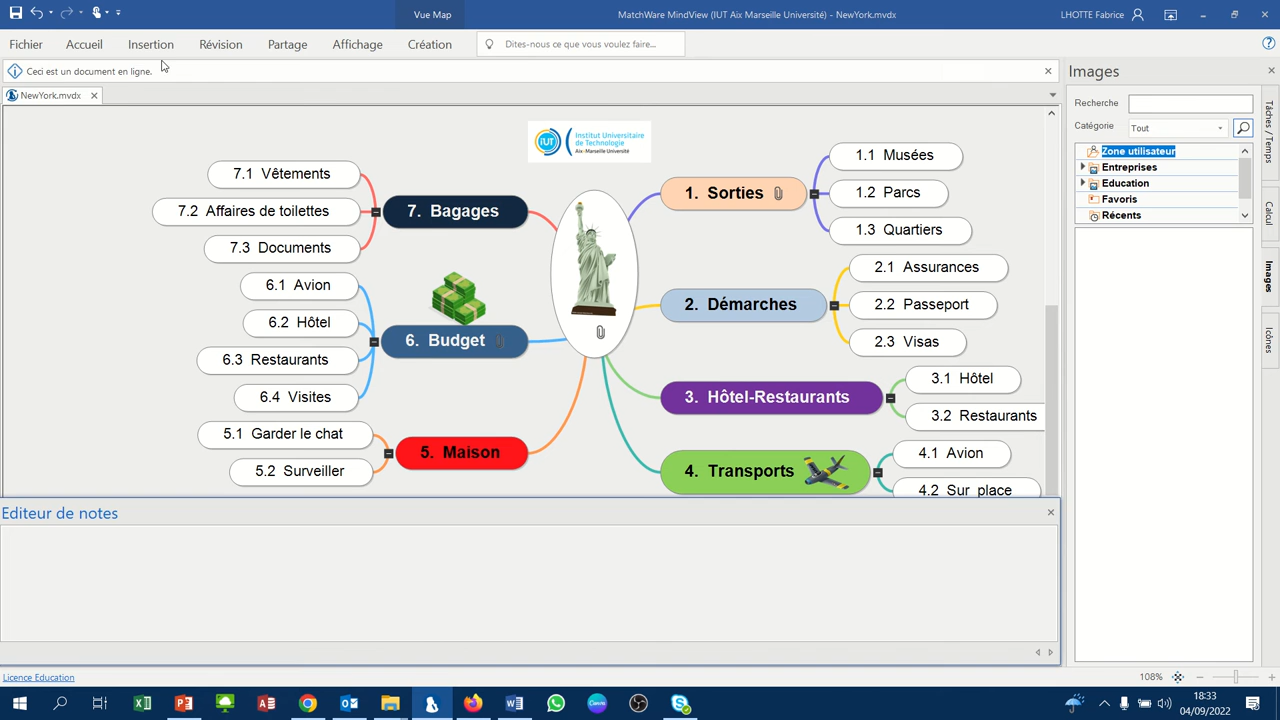 Vue Map
MatchWare MindView (IUT Aix Marseille Université) - NewYork.mvdx
LHOTTE Fabrice
Fichier
Accueil
Insertion
Révision
Partage
Affichage
Création
Dites-nous ce que vous voulez faire...
Ceci est un document en ligne.
NewYork.mvdx
iUT
Institut Universitaire
de Technologie
Aix-Marseille Université
7.1 Vêtements
7.2 Affaires de toilettes
7.3 Documents
7. Bagages
6.1 Avion
6.2 Hôtel
6.3 Restaurants
6.4 Visites
6. Budget
5.1 Garder le chat
5.2 Surveiller
5. Maison
1. Sorties
1.1 Musées
1.2 Parcs
1.3 Quartiers
2. Démarches
2.1 Assurances
2.2 Passeport
2.3 Visas
3. Hôtel-Restaurants
3.1 Hôtel
3.2 Restaurants
4. Transports
4.1 Avion
4.2 Sur place
Images
Recherche
Catégorie
Tout
Zone utilisateur
Entreprises
Education
Favoris
Récents
Tâches / Temps
Calcul
Images
Icônes
Editeur de notes
Licence Education
108%
18:33
04/09/2022